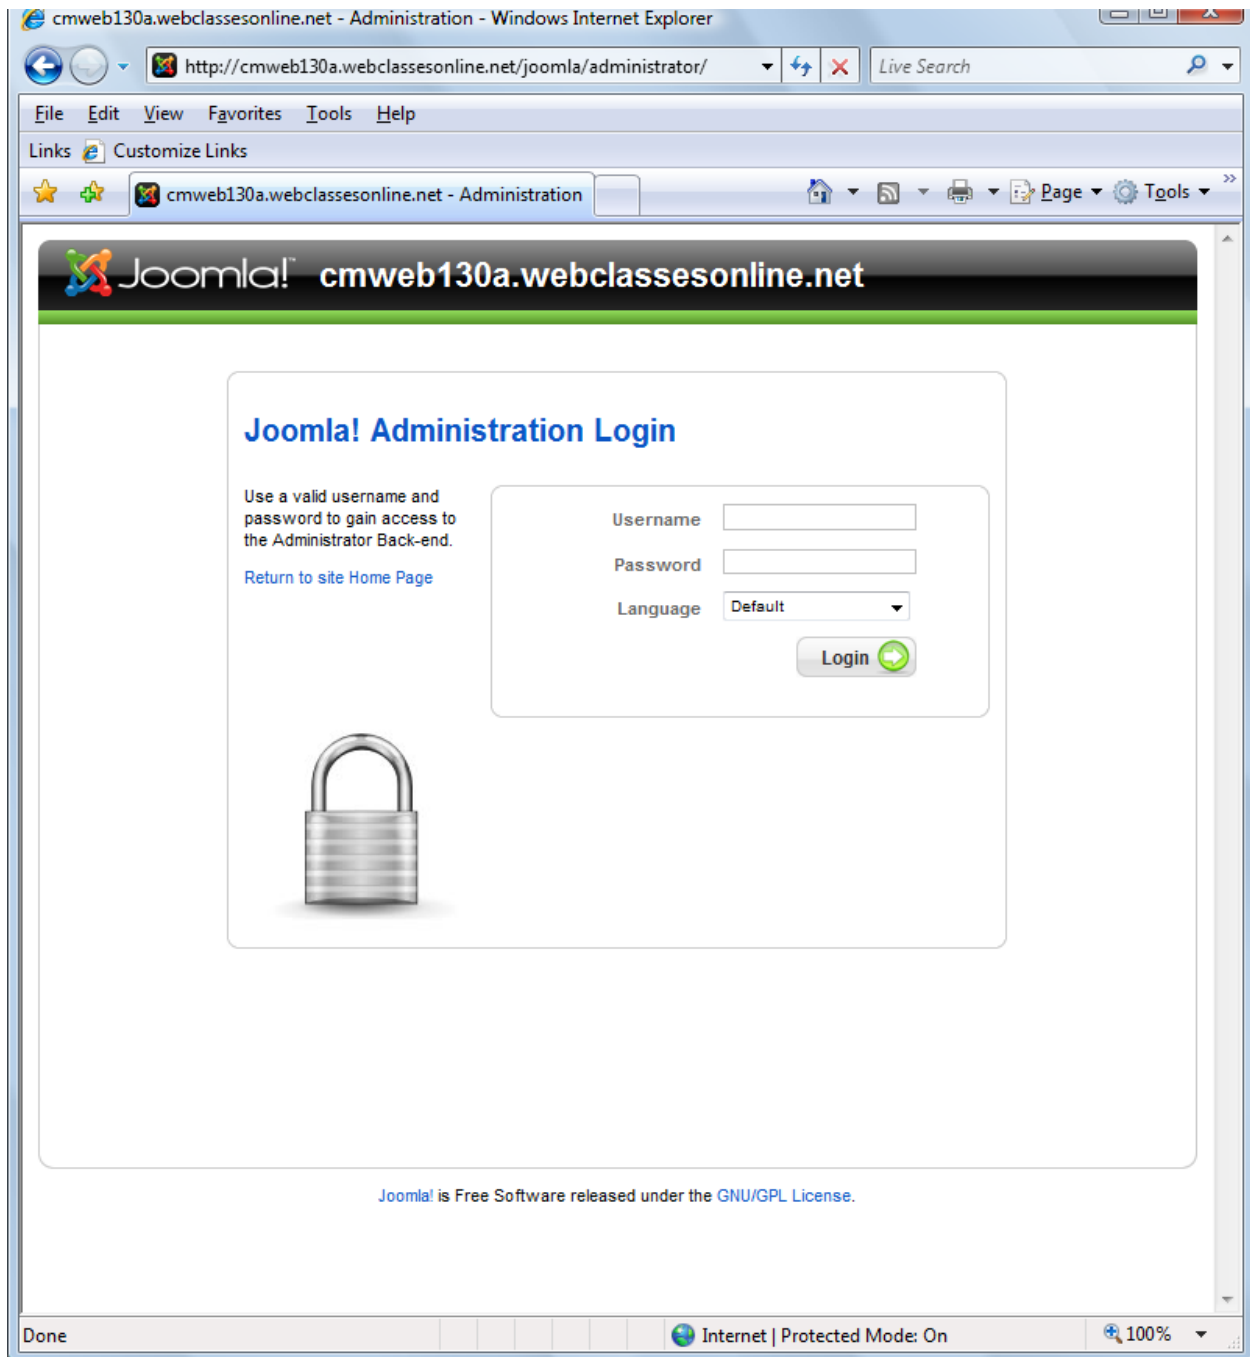 cmweb130a.webclassesonline.net - Administration - Windows Internet Explorer
http://cmweb130a.webclassesonline.net/joomla/administrator/ Live Search
File Edit View Favorites Tools Help
Links Customize Links
cmweb130a.webclassesonline.net - Administration Page Tools »
Joomla!™ cmweb130a.webclassesonline.net
Joomla! Administration Login
Use a valid username and
password to gain access to
the Administrator Back-end.
Return to site Home Page
Username
Password
Language Default
Login
Joomla! is Free Software released under the GNU/GPL License.
Done Internet | Protected Mode: On 100%